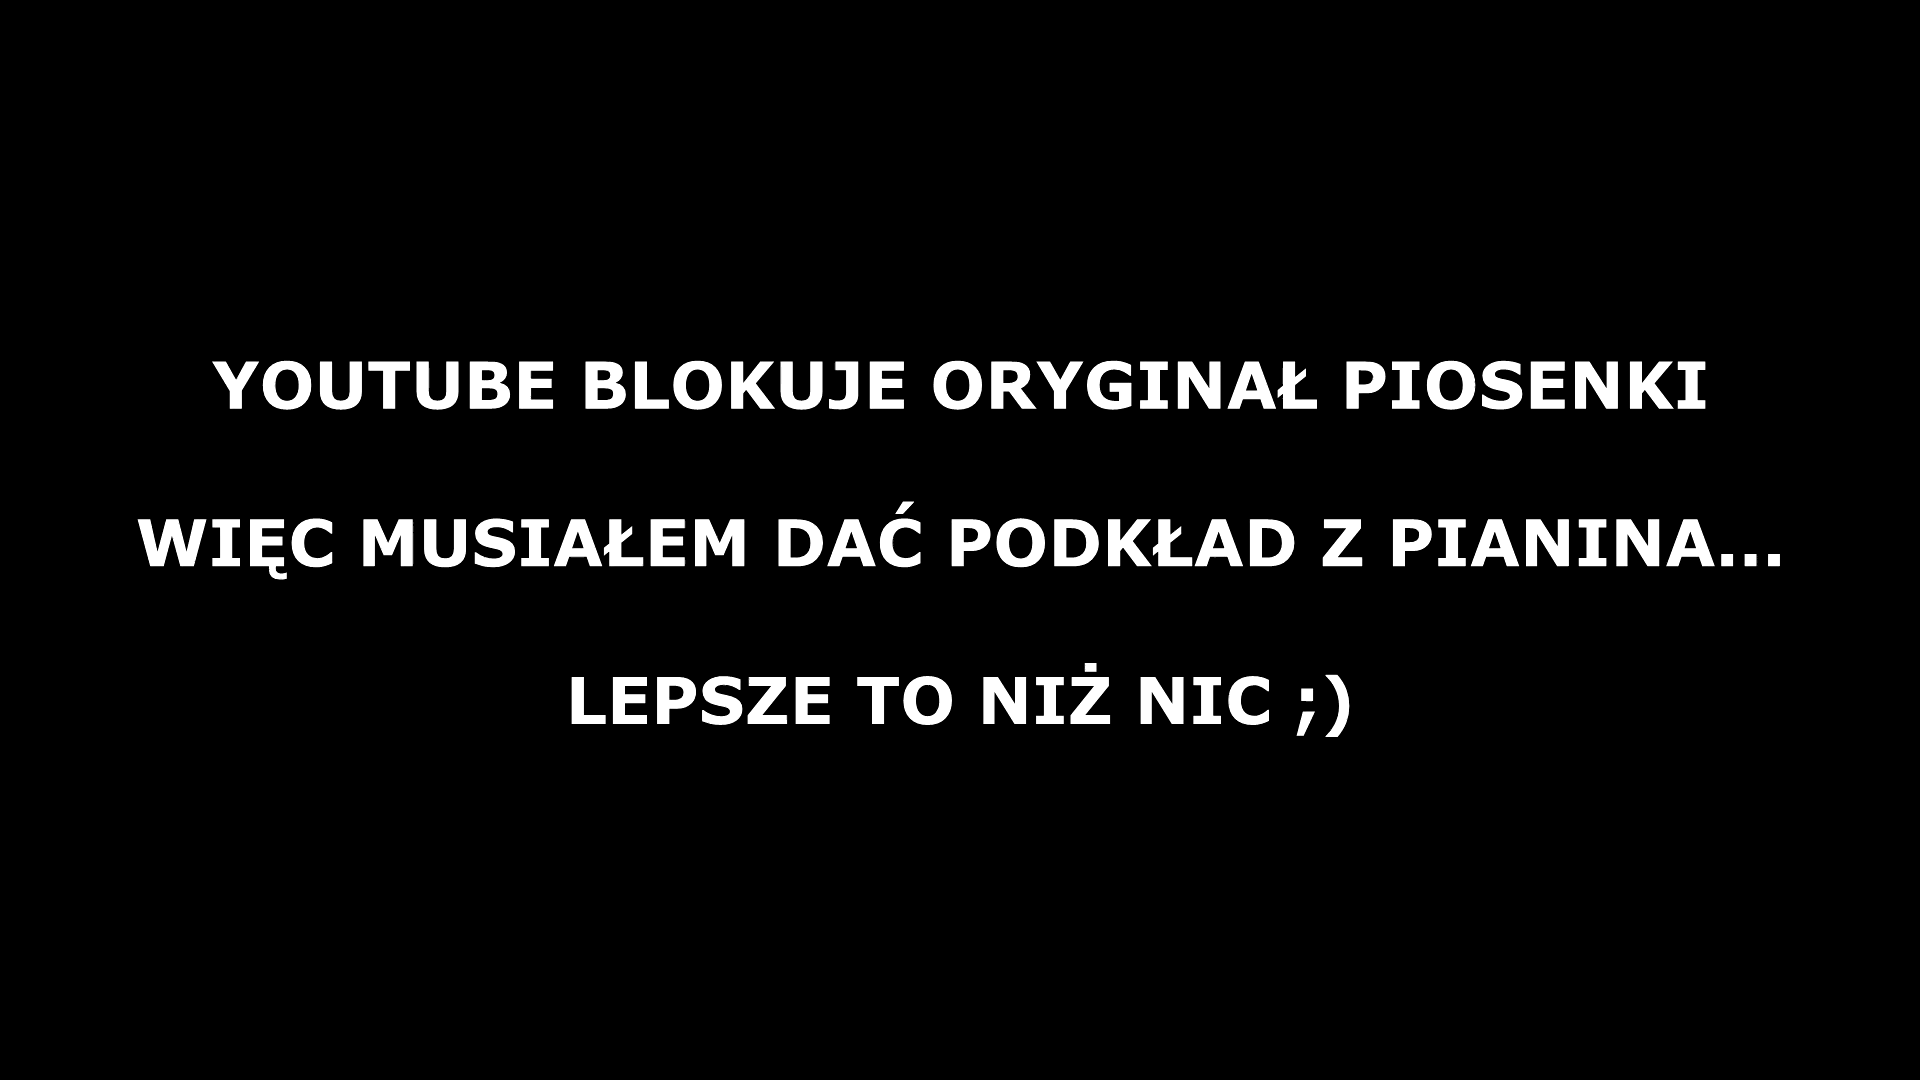 YOUTUBE BLOKUJE ORYGINAŁ PIOSENKI
WIĘC MUSIAŁEM DAĆ PODKŁAD Z PIANINA...
LEPSZE TO NIŻ NIC ;)